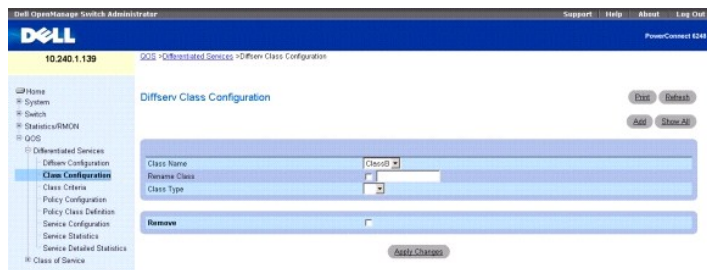 Dell OpenManage Switch Administrator
Support Help About Log Out
DELL
PowerConnect 6248
10.240.1.139
QOS >Differentiated Services >Diffserv Class Configuration
Home
System
Switch
Statistics/RMON
QOS
Differentiated Services
Diffserv Configuration
Class Configuration
Class Criteria
Policy Configuration
Policy Class Definition
Service Configuration
Service Statistics
Service Detailed Statistics
Class of Service
Diffserv Class Configuration
Print Refresh
Add Show All
Class Name ClassB
Rename Class
Class Type
Remove
Apply Changes